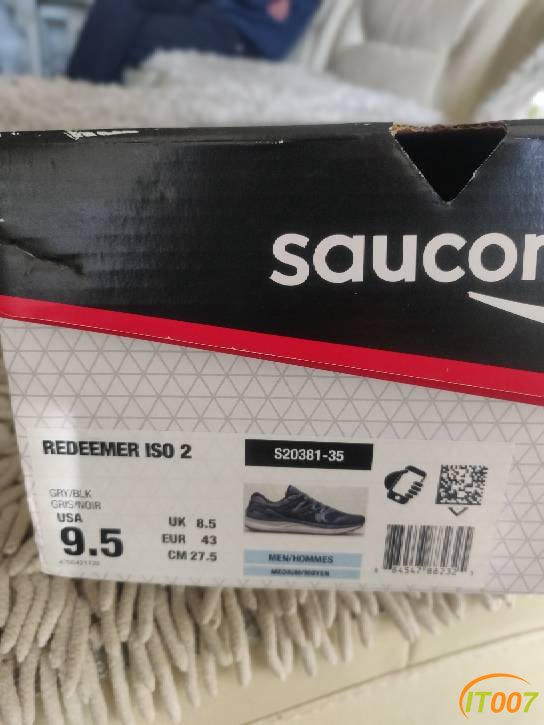 saucon
REDEEMER ISO 2
S20381-35
GRY/BLK
GRIS/NOIR
USA
9.5
UK 8.5
EUR 43
CM 27.5
MEN/HOMMES
MEDIUM/MOYEN
IT007